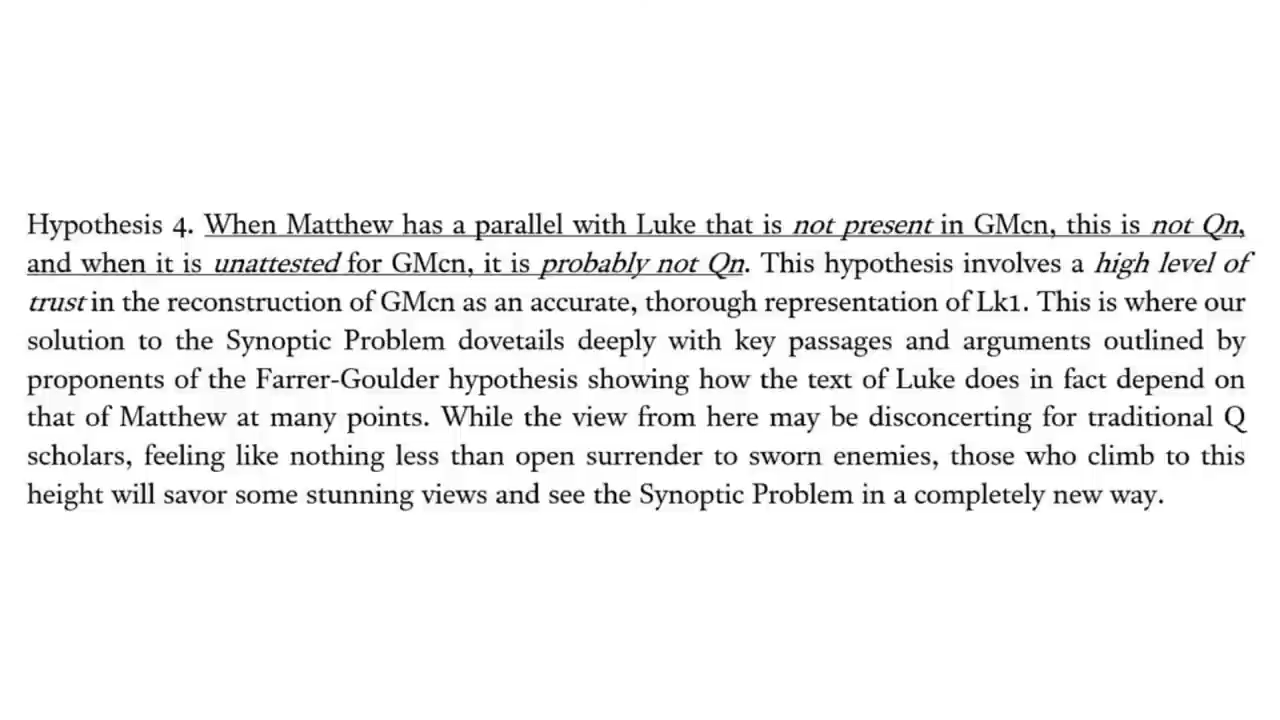 Hypothesis 4. When Matthew has a parallel with Luke that is not present in GMcn, this is not Qn,
and when it is unattested for GMcn, it is probably not Qn. This hypothesis involves a high level of
trust in the reconstruction of GMcn as an accurate, thorough representation of Lk1. This is where our
solution to the Synoptic Problem dovetails deeply with key passages and arguments outlined by
proponents of the Farrer-Goulder hypothesis showing how the text of Luke does in fact depend on
that of Matthew at many points. While the view from here may be disconcerting for traditional Q
scholars, feeling like nothing less than open surrender to sworn enemies, those who climb to this
height will savor some stunning views and see the Synoptic Problem in a completely new way.